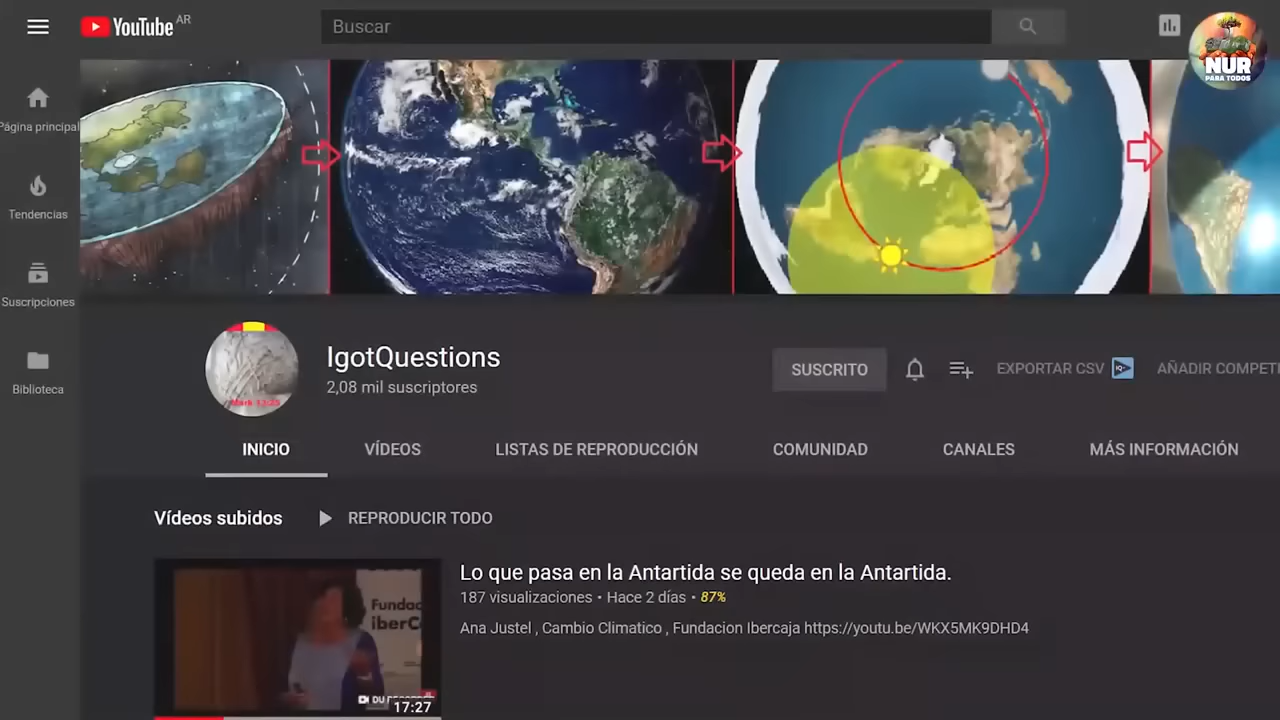 YouTube AR
Buscar
NUR
PARA TODOS
Página principal
Tendencias
Suscripciones
Biblioteca
Mark 13:25
IgotQuestions
2,08 mil suscriptores
SUSCRITO
EXPORTAR CSV
AÑADIR COMPETI
INICIO
VÍDEOS
LISTAS DE REPRODUCCIÓN
COMUNIDAD
CANALES
MÁS INFORMACIÓN
Vídeos subidos
REPRODUCIR TODO
Lo que pasa en la Antartida se queda en la Antartida.
187 visualizaciones • Hace 2 días • 87%
Ana Justel , Cambio Climatico , Fundacion Ibercaja https://youtu.be/WKX5MK9DHD4
Fundac
iberC
17:27